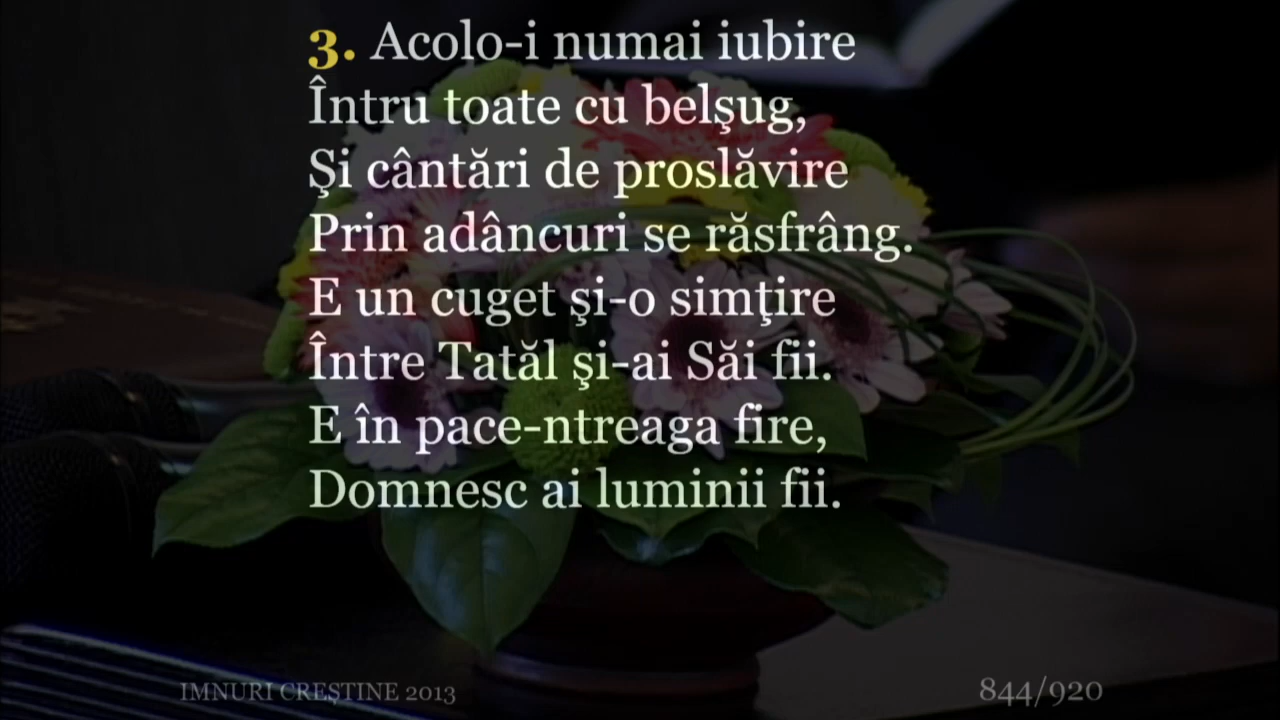 3. Acolo-i numai iubire
Întru toate cu belşug,
Şi cântări de proslăvire
Prin adâncuri se răsfrâng.
E un cuget şi-o simţire
Între Tatăl şi-ai Săi fii.
E în pace-ntreaga fire,
Domnesc ai luminii fii.
IMNURI CREȘTINE 2013
844/920